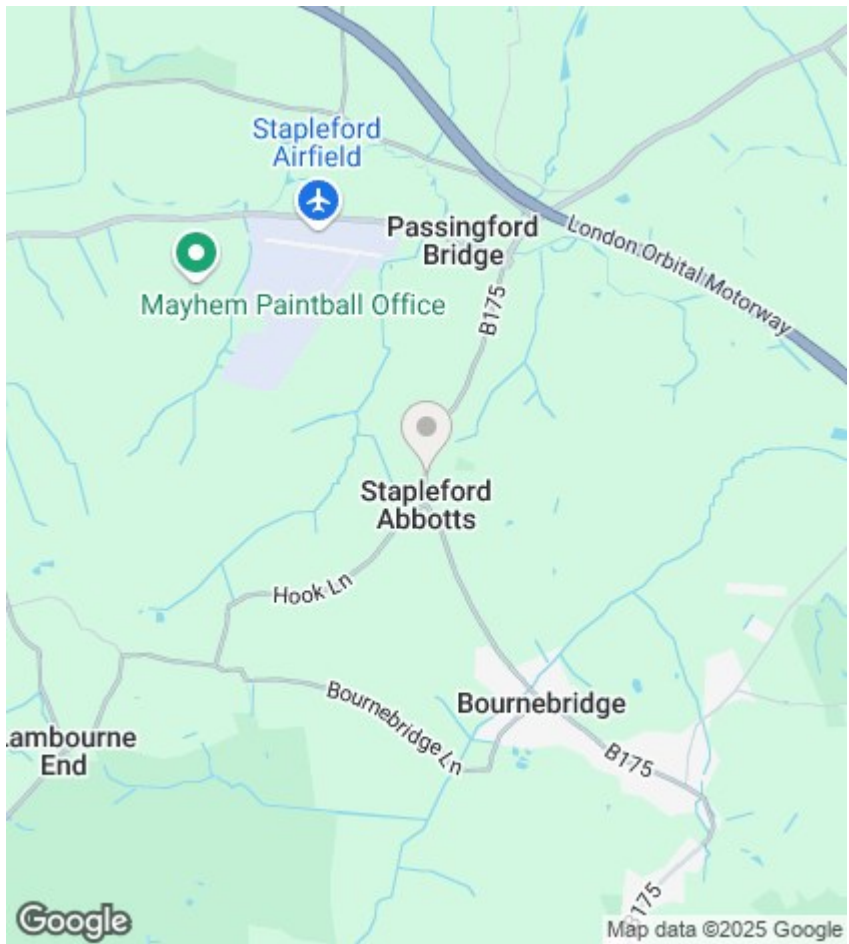 Stapleford
Airfield
Passingford
Bridge
London Orbital Motorway
Mayhem Paintball Office
B175
Stapleford
Abbotts
Hook Ln
Bournebridge Ln
Bournebridge
Lambourne
End
B175
B175
Google
Map data ©2025 Google